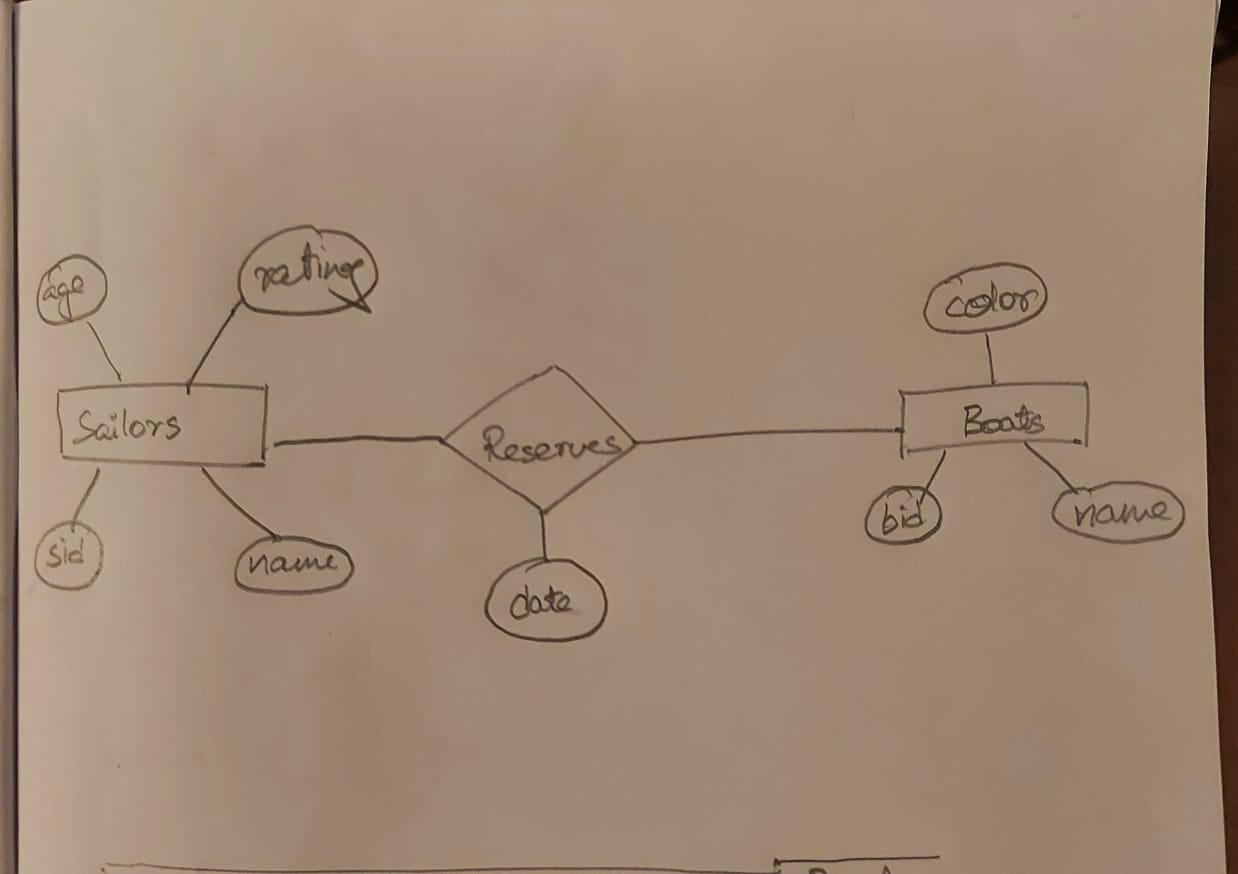 age
rating
color
Sailors
Reserves
Boats
sid
name
bid
name
date